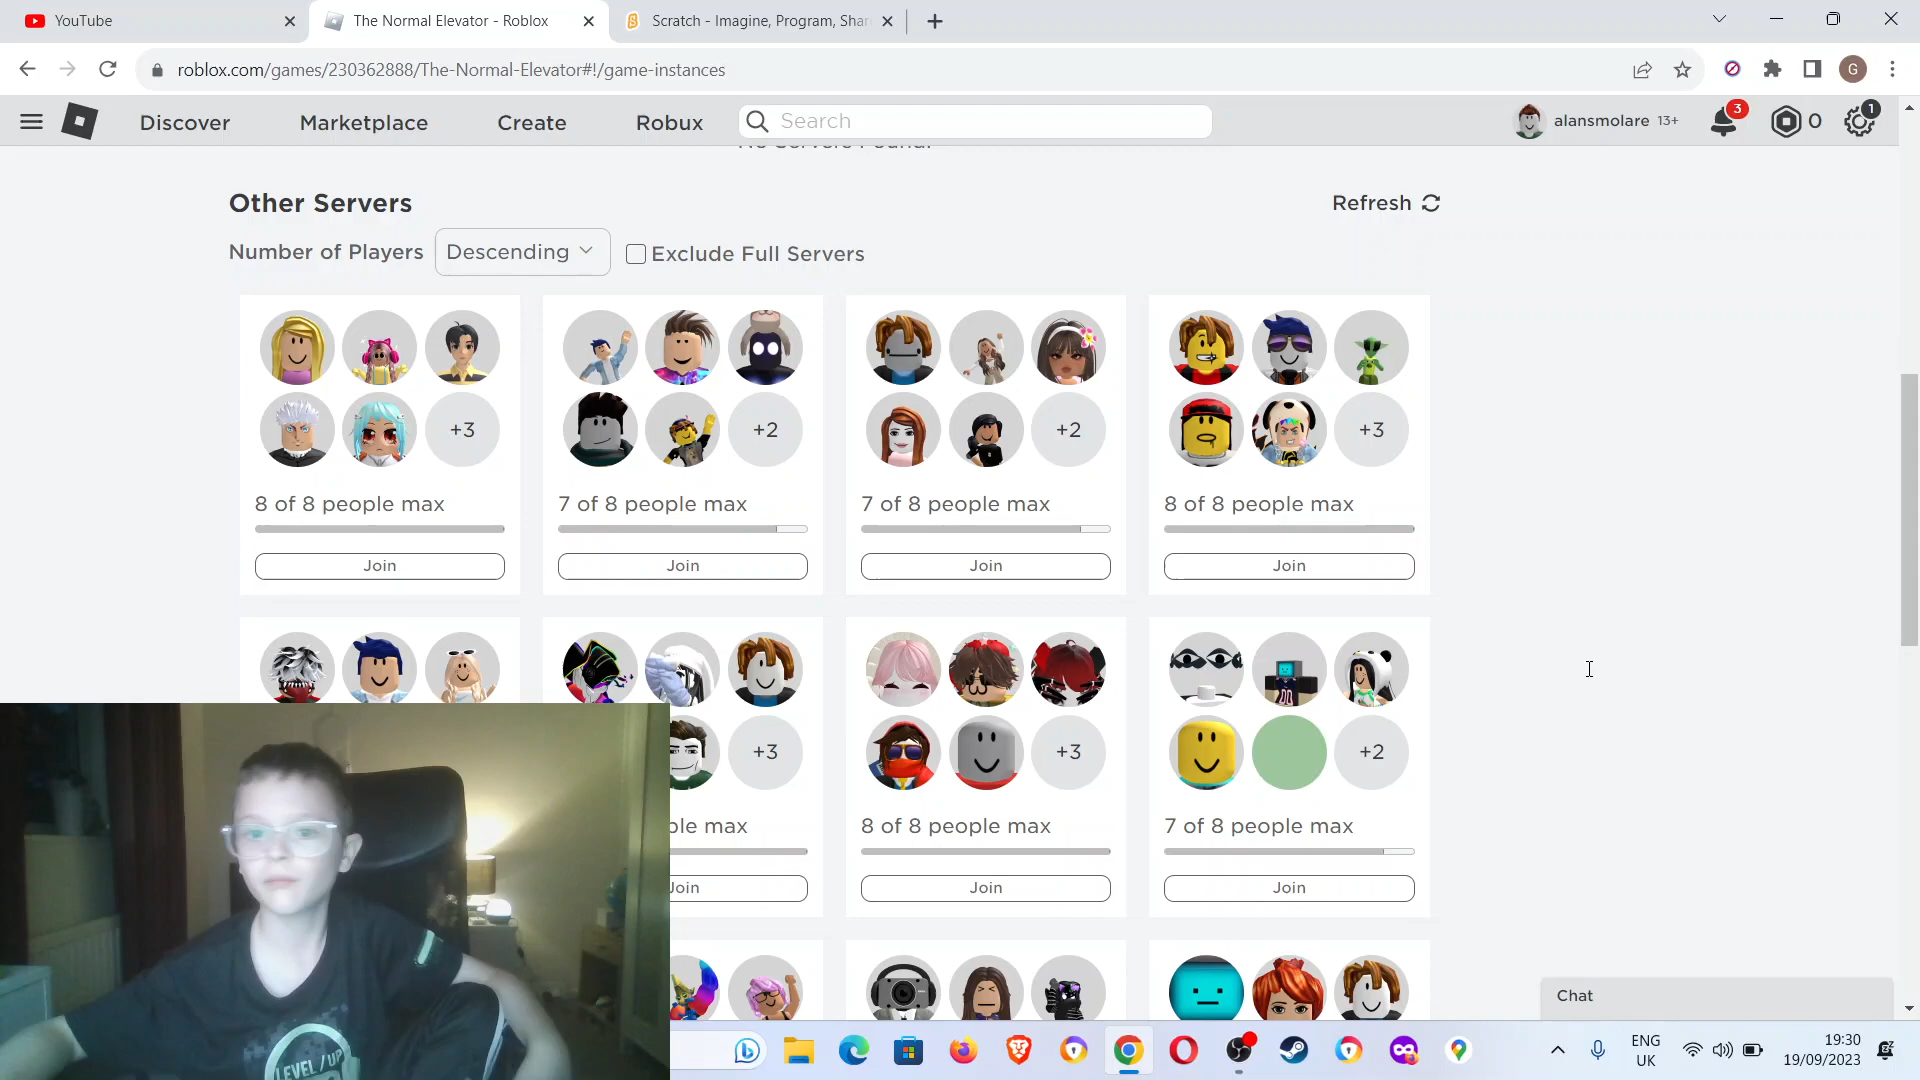 YouTube
The Normal Elevator - Roblox
Scratch - Imagine, Program, Shar
roblox.com/games/230362888/The-Normal-Elevator#!/game-instances
G
Discover
Marketplace
Create
Robux
Search
alansmolare 13+
3
0
1
No Servers Found.
Other Servers
Refresh
Number of Players
Descending
Exclude Full Servers
+3
+2
+2
+3
8 of 8 people max
7 of 8 people max
7 of 8 people max
8 of 8 people max
Join
Join
Join
Join
+3
+3
+2
ple max
8 of 8 people max
7 of 8 people max
Join
Join
Join
LEVEL / UP
Chat
ENG
UK
19:30
19/09/2023